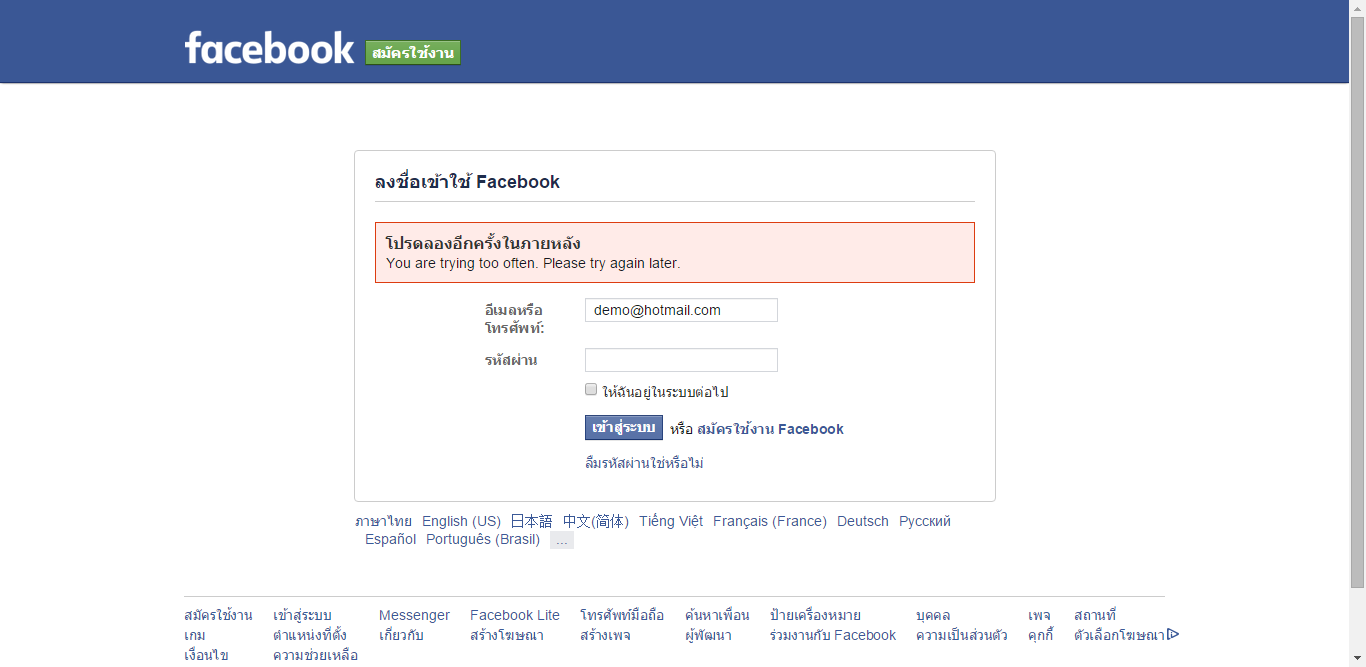 facebook สมัครใช้งาน
ลงชื่อเข้าใช้ Facebook
โปรดลองอีกครั้งในภายหลัง
You are trying too often. Please try again later.
อีเมลหรือ
โทรศัพท์:
demo@hotmail.com
รหัสผ่าน
ให้ฉันอยู่ในระบบต่อไป
เข้าสู่ระบบ หรือ สมัครใช้งาน Facebook
ลืมรหัสผ่านใช่หรือไม่
ภาษาไทย English (US) 日本語 中文(简体) Tiếng Việt Français (France) Deutsch Русский
Español Português (Brasil) ...
สมัครใช้งาน เข้าสู่ระบบ Messenger Facebook Lite โทรศัพท์มือถือ ค้นหาเพื่อน ป้ายเครื่องหมาย บุคคล เพจ สถานที่
เกม ตำแหน่งที่ตั้ง เกี่ยวกับ สร้างโฆษณา สร้างเพจ ผู้พัฒนา ร่วมงานกับ Facebook ความเป็นส่วนตัว คุกกี้ ตัวเลือกโฆษณา
เงื่อนไข ความช่วยเหลือ